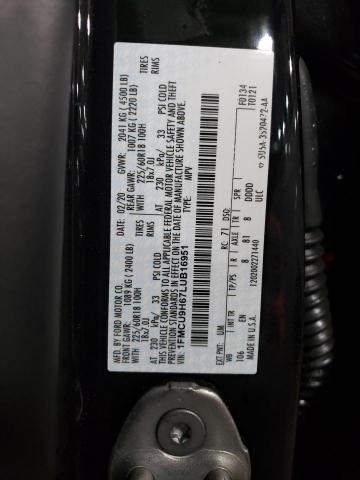 MFD. BY FORD MOTOR CO.
DATE: 02/20 GVWR: 2041 KG ( 4500 LB)
FRONT GAWR: 1089 KG ( 2400 LB) REAR GAWR: 1007 KG ( 2220 LB)
WITH 225/60R18 100H TIRES WITH 225/60R18 100H TIRES
18x7.0J RIMS 18x7.0J RIMS
AT 230 kPa/ 33 PSI COLD AT 230 kPa/ 33 PSI COLD
THIS VEHICLE CONFORMS TO ALL APPLICABLE FEDERAL MOTOR VEHICLE SAFETY AND THEFT
PREVENTION STANDARDS IN EFFECT ON THE DATE OF MANUFACTURE SHOWN ABOVE.
VIN: 1FMCU9H67LUB16951
TYPE: MPV
F0134
T0121
EXT PNT: UM RC: 71 DSO:
WB TP/PS R AXLE TR SPR
106 EN 8 81 8 DDDD
U.S.A. ULC
120200227144D